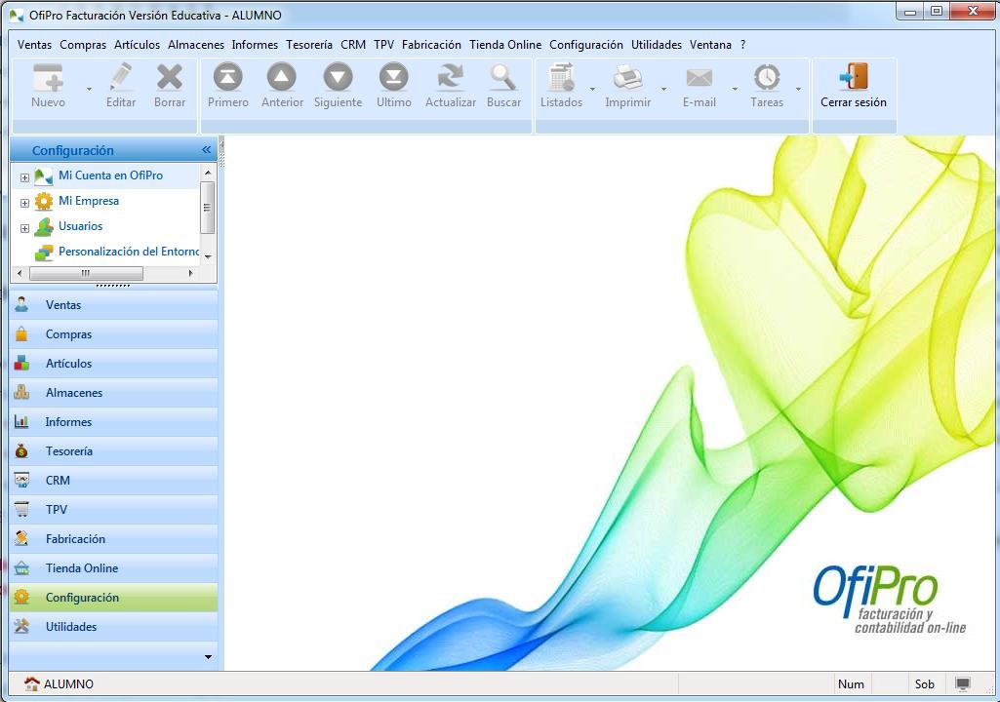 OfiPro Facturación Versión Educativa - ALUMNO
Ventas Compras Artículos Almacenes Informes Tesorería CRM TPV Fabricación Tienda Online Configuración Utilidades Ventana ?
Nuevo Editar Borrar Primero Anterior Siguiente Ultimo Actualizar Buscar Listados Imprimir E-mail Tareas Cerrar sesión
Configuración «
Mi Cuenta en OfiPro
Mi Empresa
Usuarios
Personalización del Entorno
Ventas
Compras
Artículos
Almacenes
Informes
Tesorería
CRM
TPV
Fabricación
Tienda Online
Configuración
Utilidades
OfiPro
facturación y
contabilidad on-line
ALUMNO Num Sob